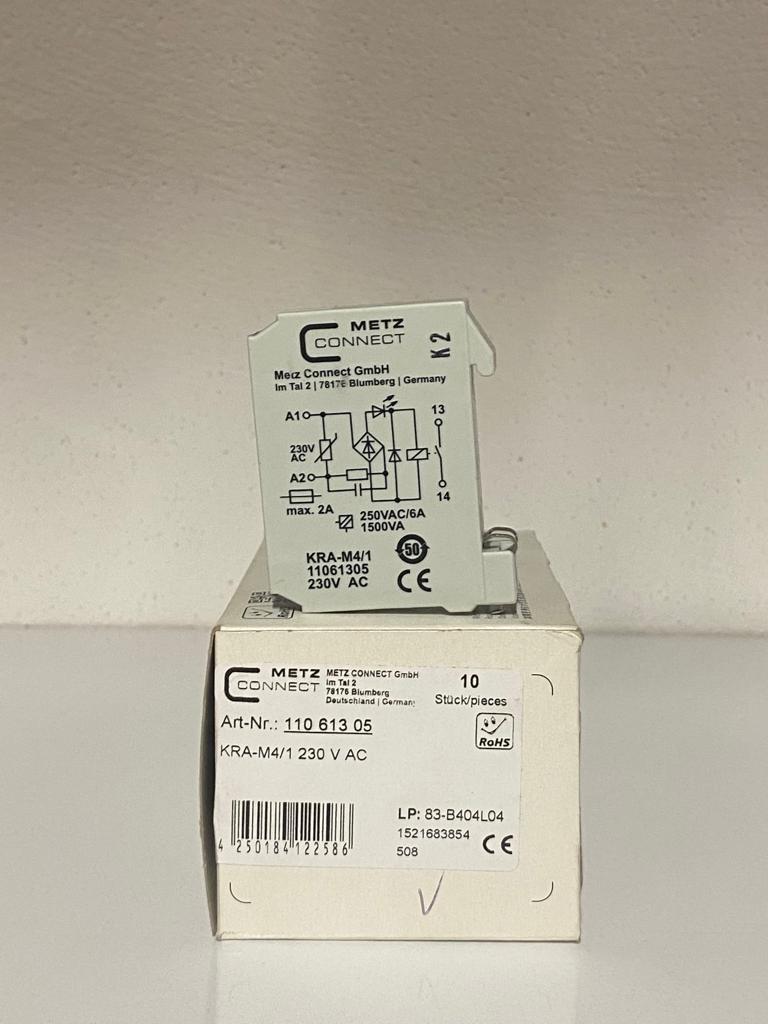 METZ
CONNECT
K 2
Metz Connect GmbH
Im Tal 2 | 78176 Blumberg | Germany
A1
13
230V
AC
A2
14
max. 2A
250VAC/6A
1500VA
KRA-M4/1
11061305
230V AC
50
CE
METZ
CONNECT
METZ CONNECT GmbH
Im Tal 2
78176 Blumberg
Deutschland | Germany
10
Stück/pieces
Art-Nr.: 110 613 05
RoHS
KRA-M4/1 230 V AC
LP: 83-B404L04
1521683854
508
CE
4 250184 122586